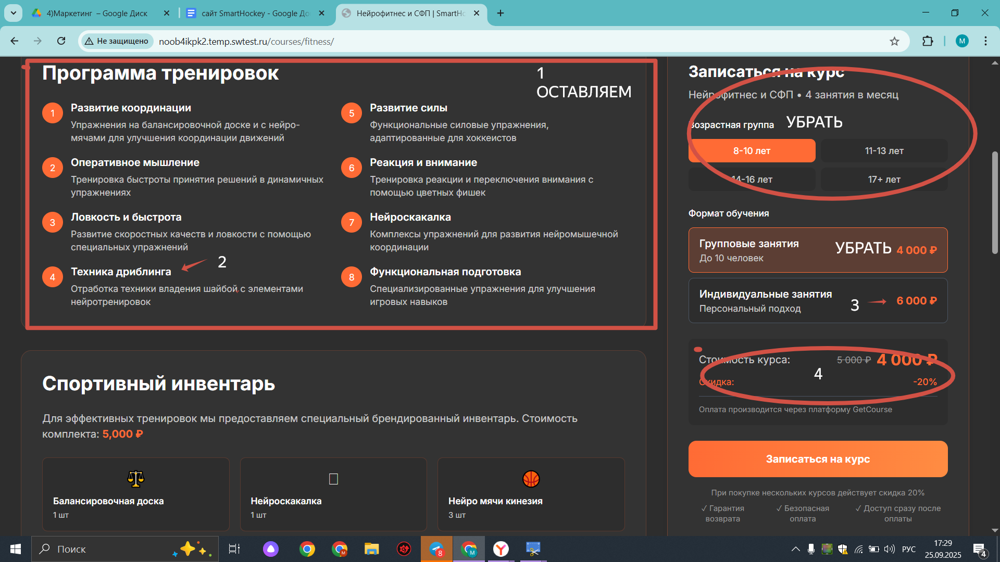 4)Маркетинг – Google Диск
сайт SmartHockey - Google До
Нейрофитнес и СФП | SmartHo
Не защищено
noob4ikpk2.temp.swtest.ru/courses/fitness/
M
Программа тренировок
1
ОСТАВЛЯЕМ
1
Развитие координации
Упражнения на балансировочной доске и с нейро-
мячами для улучшения координации движений
2
Оперативное мышление
Тренировка быстроты принятия решений в динамичных
упражнениях
3
Ловкость и быстрота
Развитие скоростных качеств и ловкости с помощью
специальных упражнений
2
4
Техника дриблинга
Отработка техники владения шайбой с элементами
нейротренировок
5
Развитие силы
Функциональные силовые упражнения,
адаптированные для хоккеистов
6
Реакция и внимание
Тренировка реакции и переключения внимания с
помощью цветных фишек
7
Нейроскакалка
Комплексы упражнений для развития нейромышечной
координации
8
Функциональная подготовка
Специализированные упражнения для улучшения
игровых навыков
Спортивный инвентарь
Для эффективных тренировок мы предоставляем специальный брендированный инвентарь. Стоимость
комплекта: 5,000 ₽
Балансировочная доска
1 шт
Нейроскакалка
1 шт
Нейро мячи кинезия
3 шт
Записаться на курс
Нейрофитнес и СФП • 4 занятия в месяц
Возрастная группа УБРАТЬ
8-10 лет
11-13 лет
14-16 лет
17+ лет
Формат обучения
Групповые занятия
До 10 человек
УБРАТЬ 4 000 ₽
Индивидуальные занятия
Персональный подход
3 6 000 ₽
Стоимость курса: 5 000 ₽ 4 000 ₽
4
Скидка: -20%
Оплата производится через платформу GetCourse
Записаться на курс
При покупке нескольких курсов действует скидка 20%
✓ Гарантия
возврата
✓ Безопасная
оплата
✓ Доступ сразу после
оплаты
Поиск
M
8
M
РУС
17:29
25.09.2025
4